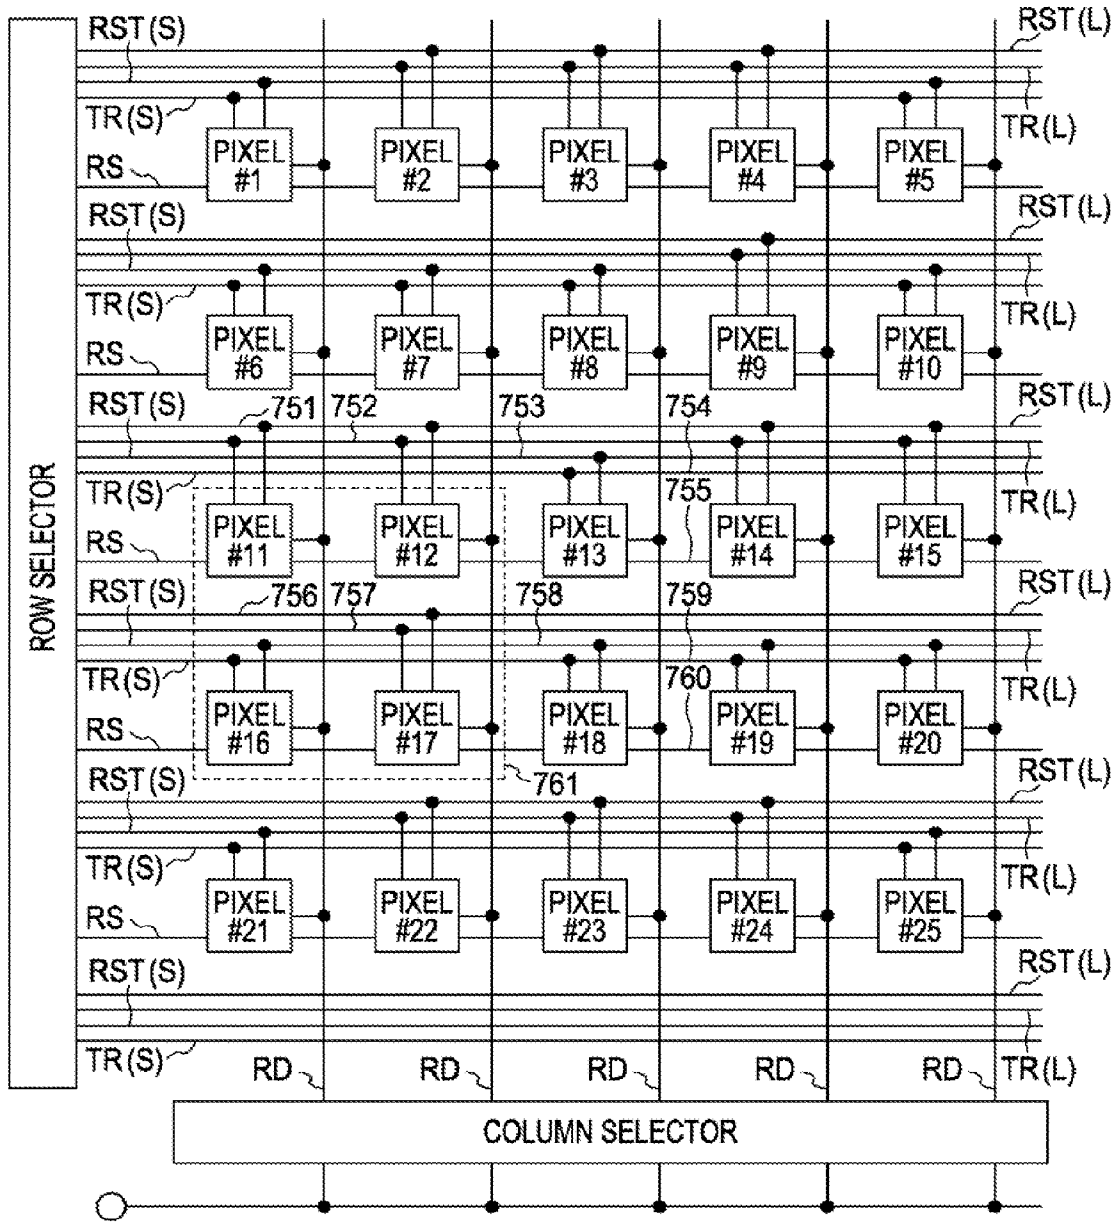 RST(S)
RST(L)
TR(S)
TR(L)
PIXEL #1
PIXEL #2
PIXEL #3
PIXEL #4
PIXEL #5
RS
RST(S)
RST(L)
TR(S)
TR(L)
PIXEL #6
PIXEL #7
PIXEL #8
PIXEL #9
PIXEL #10
RS
RST(S)
751
752
753
754
RST(L)
TR(S)
755
TR(L)
PIXEL #11
PIXEL #12
PIXEL #13
PIXEL #14
PIXEL #15
RS
ROW SELECTOR
RST(S)
756
757
758
759
RST(L)
TR(S)
760
TR(L)
PIXEL #16
PIXEL #17
PIXEL #18
PIXEL #19
PIXEL #20
RS
761
RST(S)
RST(L)
TR(S)
TR(L)
PIXEL #21
PIXEL #22
PIXEL #23
PIXEL #24
PIXEL #25
RS
RST(S)
RST(L)
TR(S)
RD
RD
RD
RD
RD
TR(L)
COLUMN SELECTOR